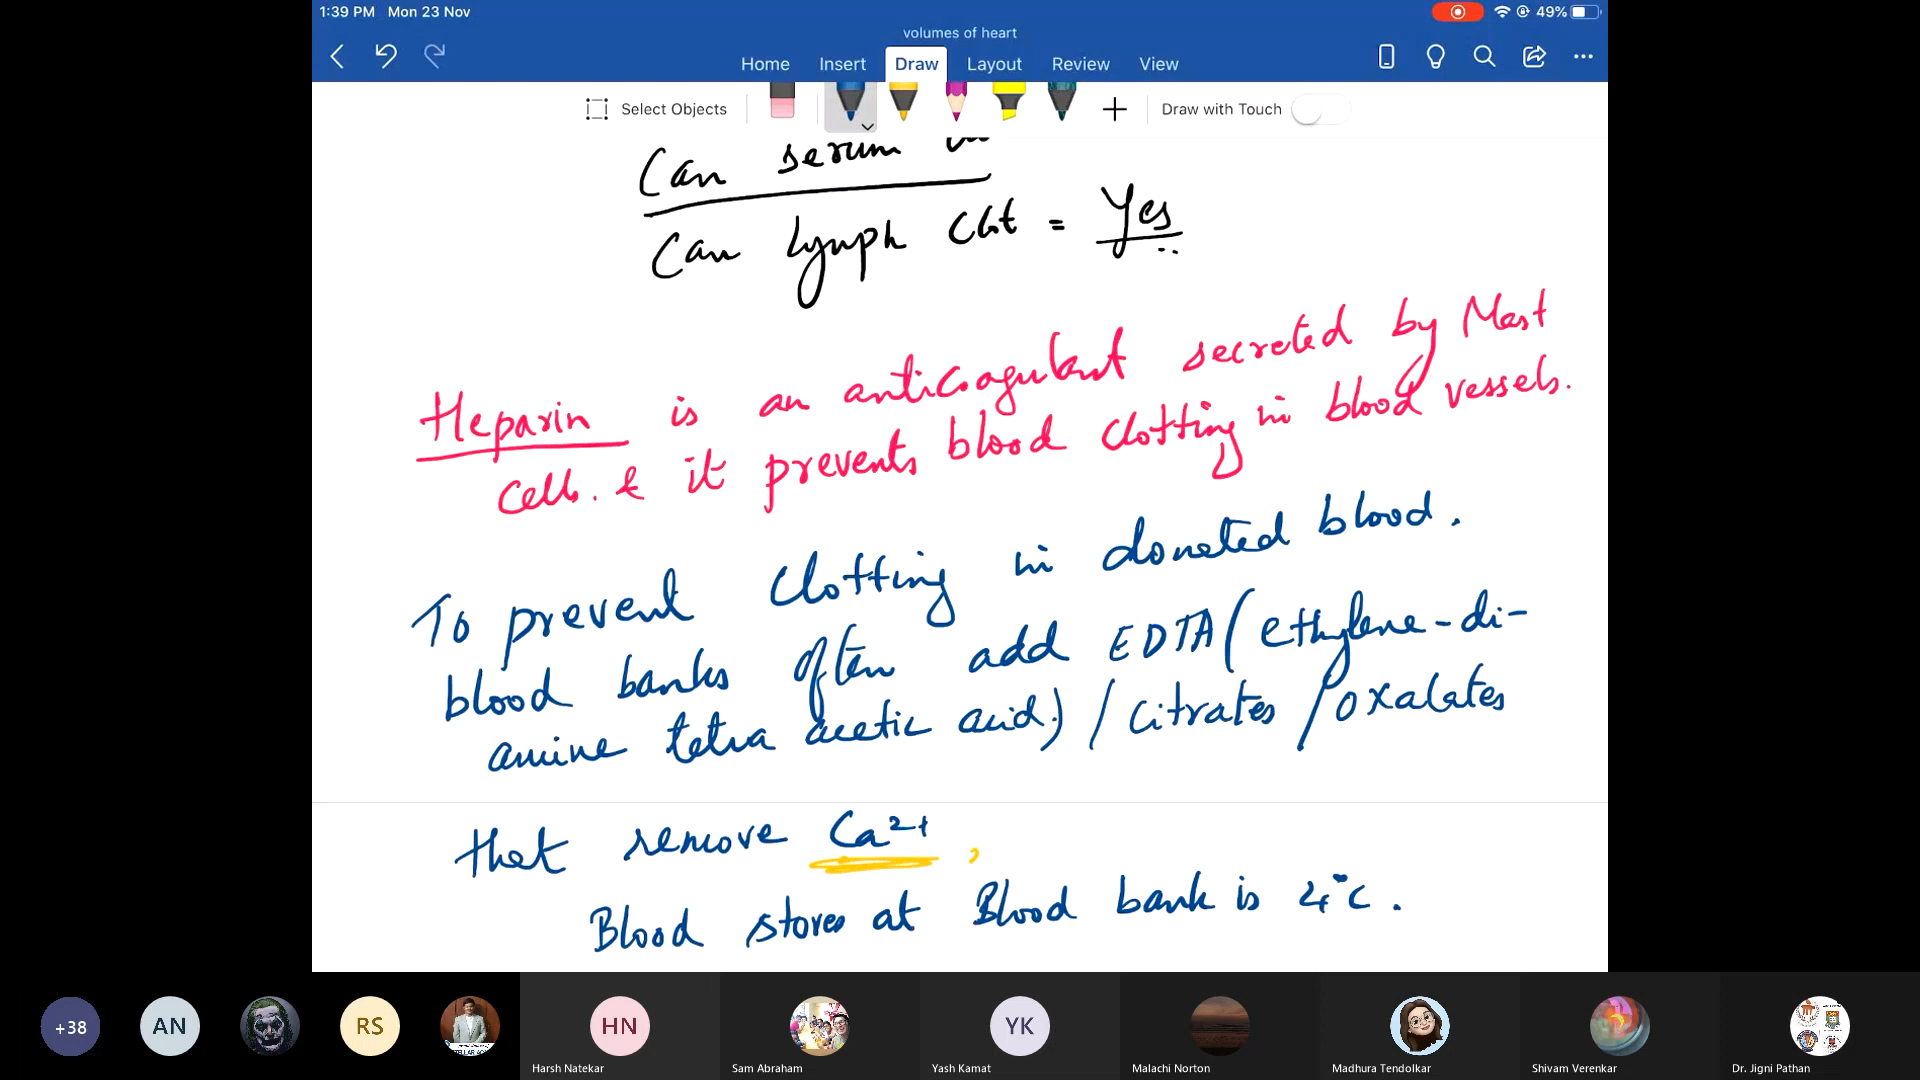 1:39 PM Mon 23 Nov
49%
volumes of heart
Home Insert Draw Layout Review View
Select Objects
Draw with Touch
Can serum
Can lymph Clot = Yes
Heparin is an anticoagulant secreted by Mast
Cells. & it prevents blood clotting in blood vessels.
To prevent clotting in donated blood.
blood banks often add EDTA (ethylene-di-
amine tetra acetic acid.) / citrates / oxalates
that remove Ca²⁺,
Blood stores at Blood bank is 4°C.
+38 AN RS HN YK
Harsh Natekar Sam Abraham Yash Kamat Malachi Norton Madhura Tendolkar Shivam Verenkar Dr. Jigni Pathan